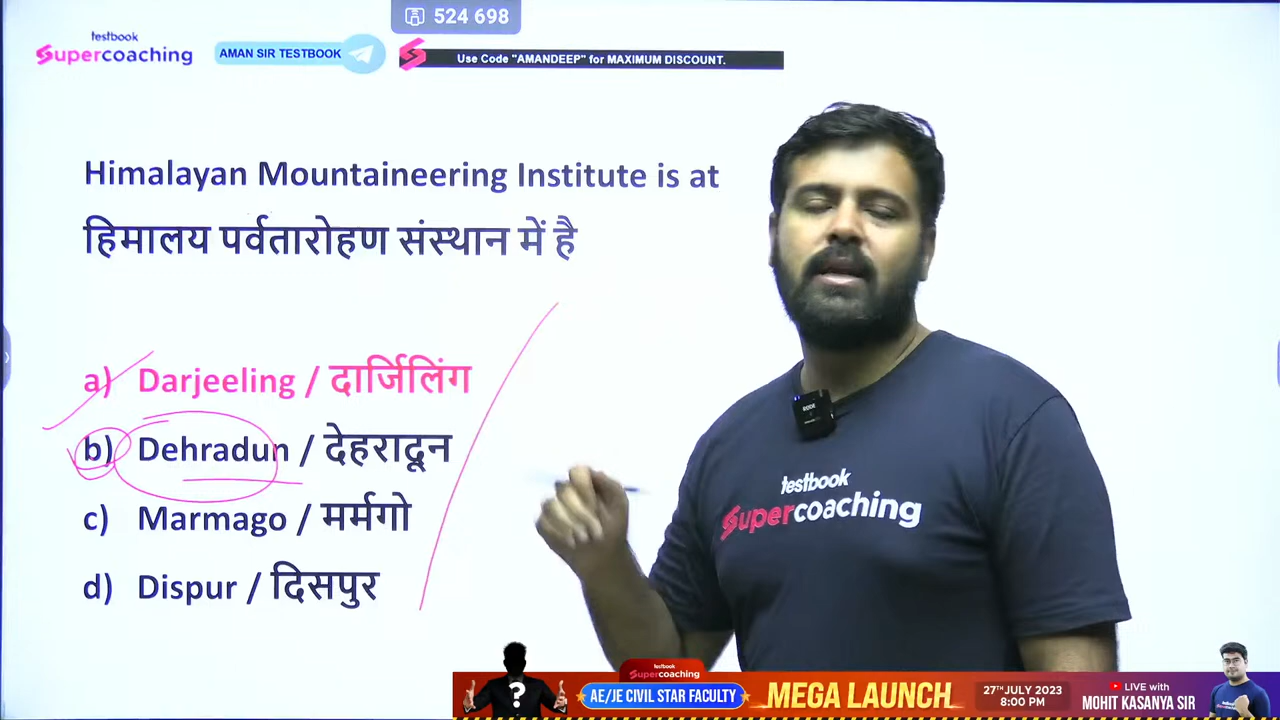 524 698
testbook
Supercoaching
AMAN SIR TESTBOOK
Use Code "AMANDEEP" for MAXIMUM DISCOUNT.
Himalayan Mountaineering Institute is at
हिमालय पर्वतारोहण संस्थान में है
a) Darjeeling / दार्जिलिंग
b) Dehradun / देहरादून
c) Marmago / मर्मगो
d) Dispur / दिसपुर
RODE
testbook
Supercoaching
testbook
Supercoaching
AE/JE CIVIL STAR FACULTY
MEGA LAUNCH
27TH JULY 2023
8:00 PM
LIVE with
MOHIT KASANYA SIR